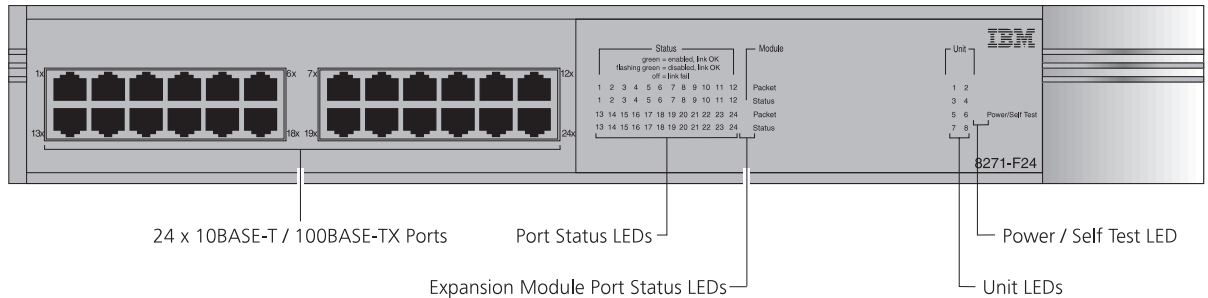 IBM
Status
Module
Unit
green = enabled, link OK
flashing green = disabled, link OK
off = link fail
1x 6x 7x 12x
1 2 3 4 5 6 7 8 9 10 11 12 Packet
1 2
1 2 3 4 5 6 7 8 9 10 11 12 Status
3 4
13 14 15 16 17 18 19 20 21 22 23 24 Packet
5 6 Power/Self Test
13 14 15 16 17 18 19 20 21 22 23 24 Status
7 8
13x 18x 19x 24x
8271-F24
24 x 10BASE-T / 100BASE-TX Ports
Port Status LEDs
Power / Self Test LED
Expansion Module Port Status LEDs
Unit LEDs